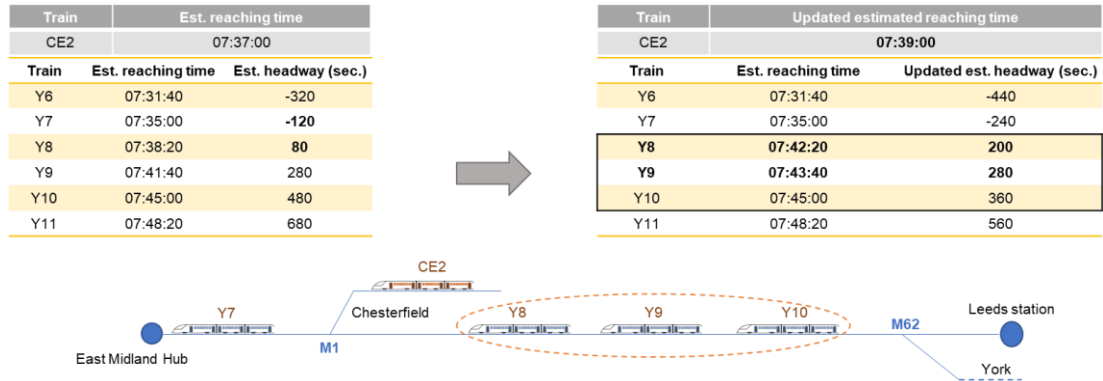 Train Est. reaching time
CE2 07:37:00
Train Est. reaching time Est. headway (sec.)
Y6 07:31:40 -320
Y7 07:35:00 -120
Y8 07:38:20 80
Y9 07:41:40 280
Y10 07:45:00 480
Y11 07:48:20 680
Train Updated estimated reaching time
CE2 07:39:00
Train Est. reaching time Updated est. headway (sec.)
Y6 07:31:40 -440
Y7 07:35:00 -240
Y8 07:42:20 200
Y9 07:43:40 280
Y10 07:45:00 360
Y11 07:48:20 560
CE2
Y7 Chesterfield Y8 Y9 Y10 Leeds station
M1 M62
East Midland Hub
York